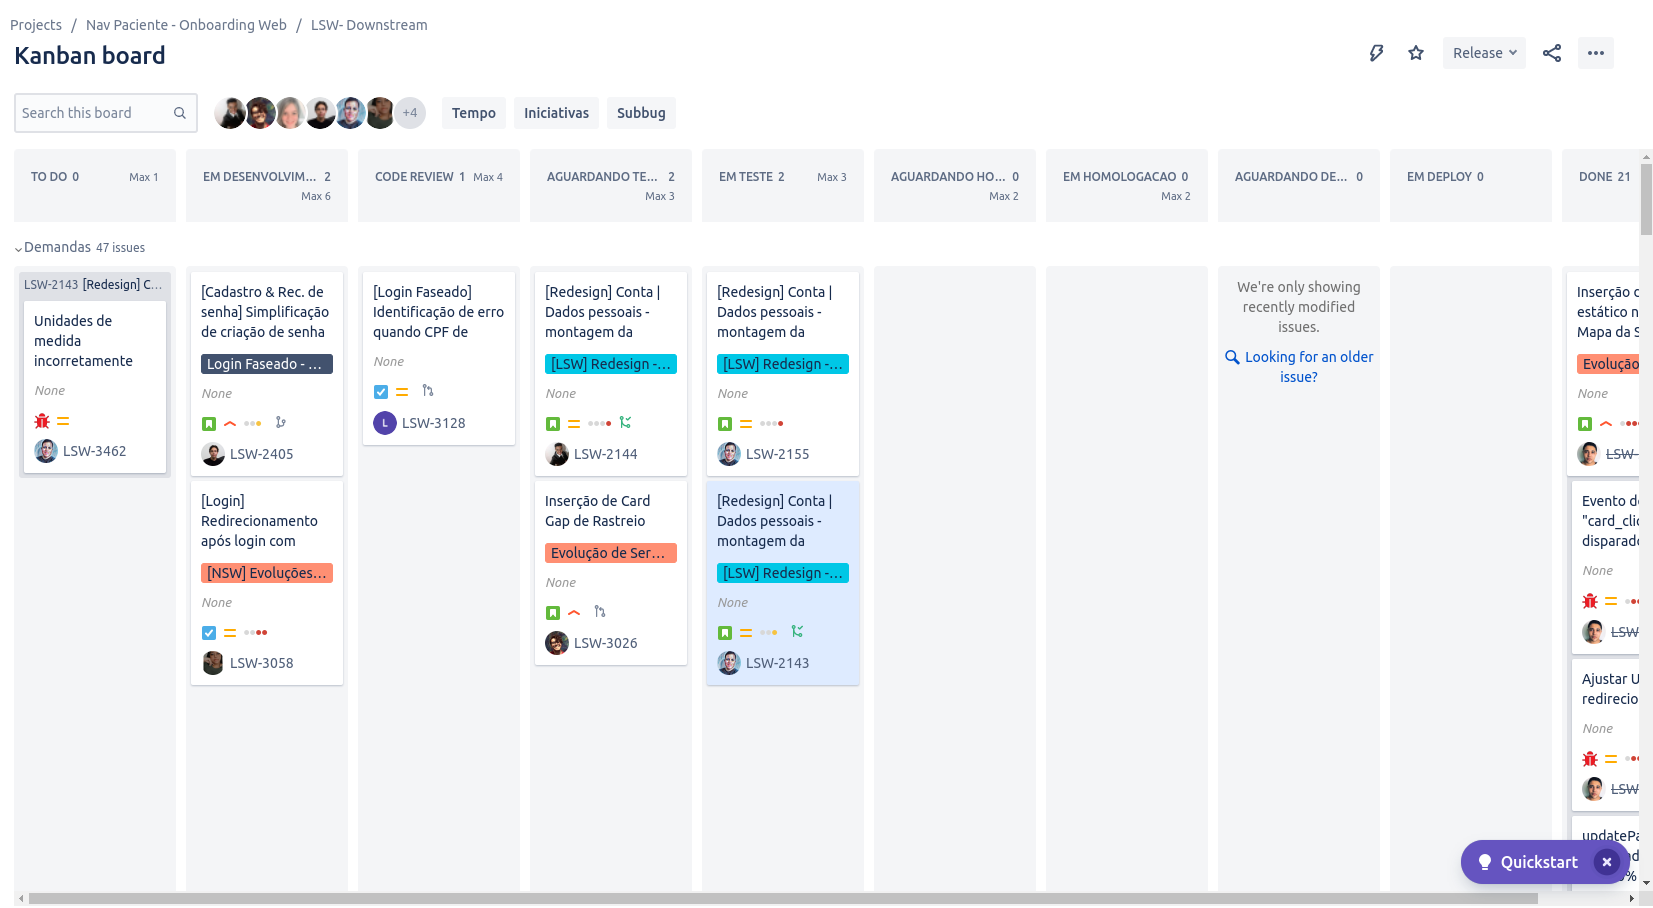 Projects / Nav Paciente - Onboarding Web / LSW- Downstream
Kanban board
Release
Search this board
+4
Tempo
Iniciativas
Subbug
TO DO 0 Max 1
EM DESENVOLVIM... 2
Max 6
CODE REVIEW 1 Max 4
AGUARDANDO TE... 2
Max 3
EM TESTE 2 Max 3
AGUARDANDO HO... 0
Max 2
EM HOMOLOGACAO 0
Max 2
AGUARDANDO DE... 0
EM DEPLOY 0
DONE 21
Demandas 47 issues
LSW-2143 [Redesign] C...
Unidades de
medida
incorretamente
None
LSW-3462
[Cadastro & Rec. de
senha] Simplificação
de criação de senha
Login Faseado - ...
None
LSW-2405
[Login]
Redirecionamento
após login com
[NSW] Evoluções...
None
LSW-3058
[Login Faseado]
Identificação de erro
quando CPF de
None
L
LSW-3128
[Redesign] Conta |
Dados pessoais -
montagem da
[LSW] Redesign -...
None
LSW-2144
Inserção de Card
Gap de Rastreio
Evolução de Ser...
None
LSW-3026
[Redesign] Conta |
Dados pessoais -
montagem da
[LSW] Redesign -...
None
LSW-2155
[Redesign] Conta |
Dados pessoais -
montagem da
[LSW] Redesign -...
None
LSW-2143
We're only showing
recently modified
issues.
Looking for an older
issue?
Inserção
estático
Mapa da
Evolução
None
LSW-
Evento
"card_clic
disparado
None
LSW
Ajustar
redirecio
None
LSW
updatePa
Quickstart